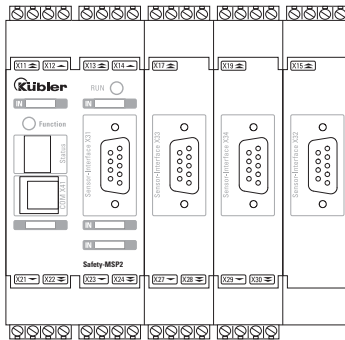 X11 X12 X13 X14 X17 X19 X15
Kübler
RUN
IN IN
Function
Status
COM X41
Sensor-Interface X31
Sensor-Interface X33
Sensor-Interface X34
Sensor-Interface X32
IN
IN
Safety-MSP2
X21 X22 X23 X24 X27 X28 X29 X30